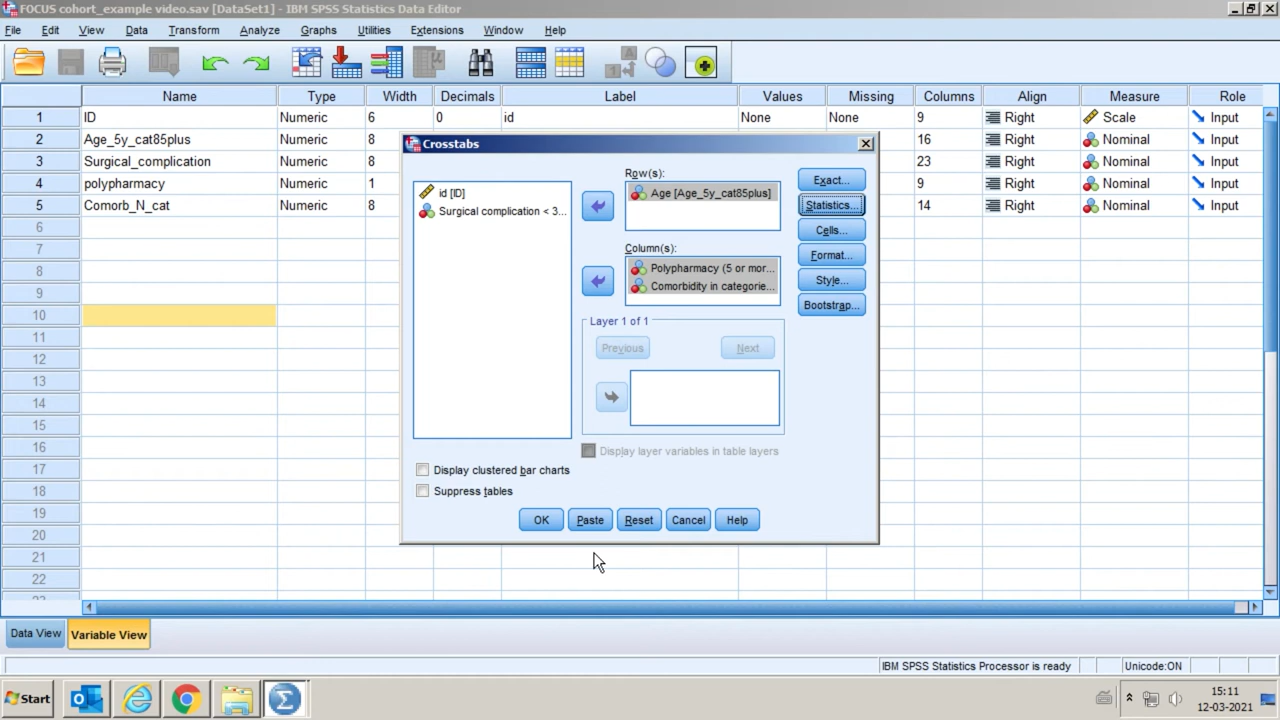 FOCUS cohort_example video.sav [DataSet1] - IBM SPSS Statistics Data Editor
File Edit View Data Transform Analyze Graphs Utilities Extensions Window Help
Name Type Width Decimals Label Values Missing Columns Align Measure Role
1 ID Numeric 6 0 id None None 9 Right Scale Input
2 Age_5y_cat85plus Numeric 8 16 Right Nominal Input
3 Surgical_complication Numeric 8 23 Right Nominal Input
4 polypharmacy Numeric 1 9 Right Nominal Input
5 Comorb_N_cat Numeric 8 14 Right Nominal Input
6
7
8
9
10
11
12
13
14
15
16
17
18
19
20
21
22
23
Crosstabs
id [ID]
Surgical complication < 3...
Row(s):
Age [Age_5y_cat85plus]
Column(s):
Polypharmacy (5 or mor...
Comorbidity in categorie...
Layer 1 of 1
Previous Next
Display layer variables in table layers
Exact...
Statistics...
Cells...
Format...
Style...
Bootstrap...
Display clustered bar charts
Suppress tables
OK Paste Reset Cancel Help
Data View Variable View
IBM SPSS Statistics Processor is ready Unicode:ON
Start
15:11
12-03-2021